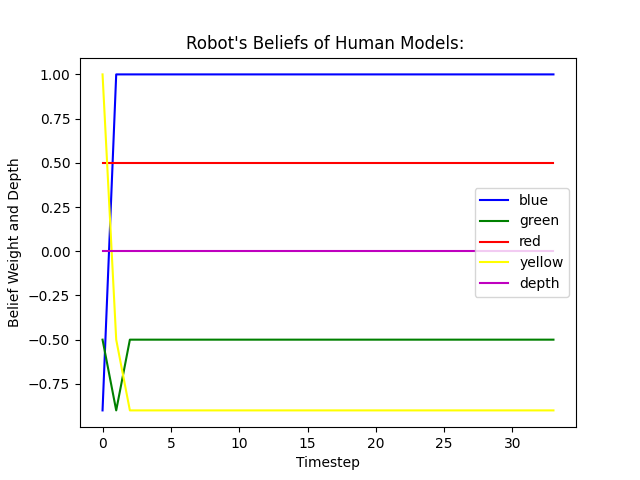 Robot's Beliefs of Human Models:
Belief Weight and Depth
1.00
0.75
0.50
0.25
0.00
−0.25
−0.50
−0.75
blue
green
red
yellow
depth
0 5 10 15 20 25 30
Timestep